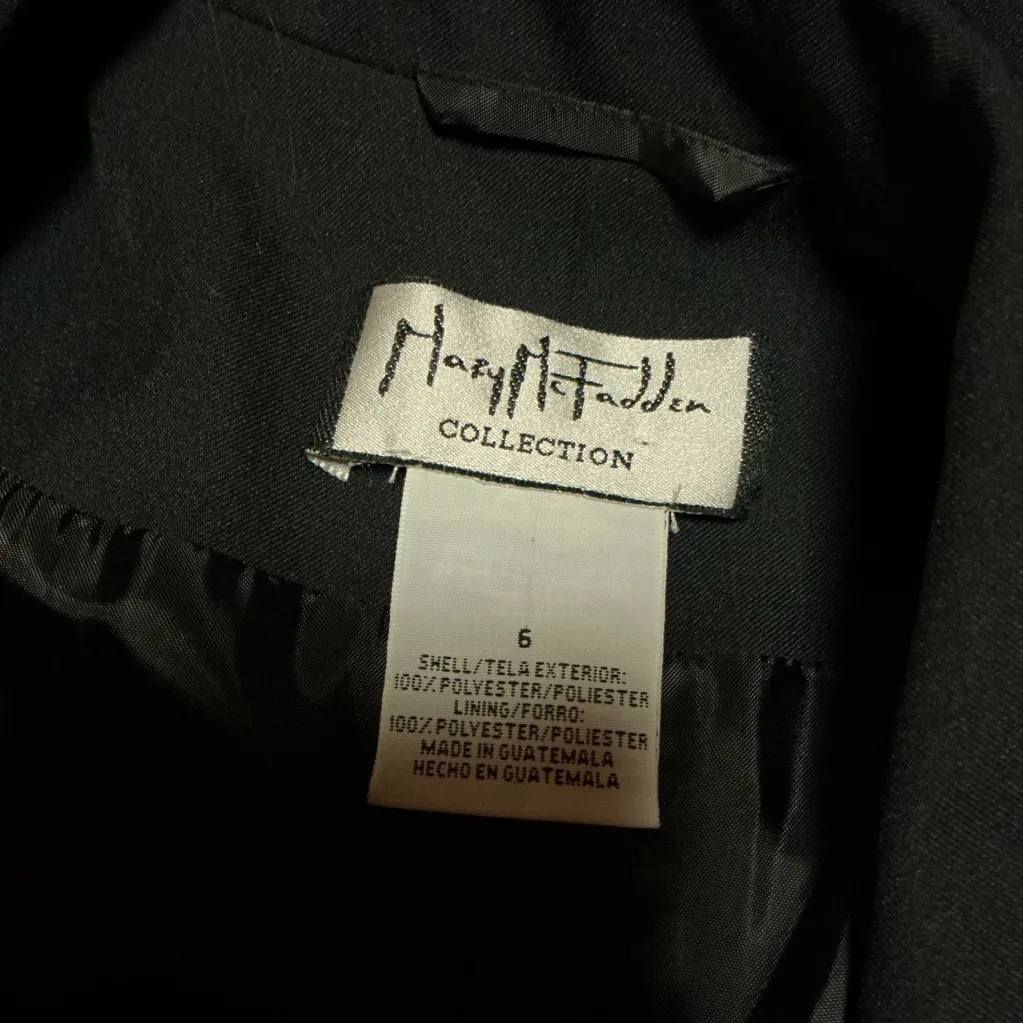 Mary McFadden
COLLECTION
6
SHELL/TELA EXTERIOR:
100% POLYESTER/POLIESTER
LINING/FORRO:
100% POLYESTER/POLIESTER
MADE IN GUATEMALA
HECHO EN GUATEMALA